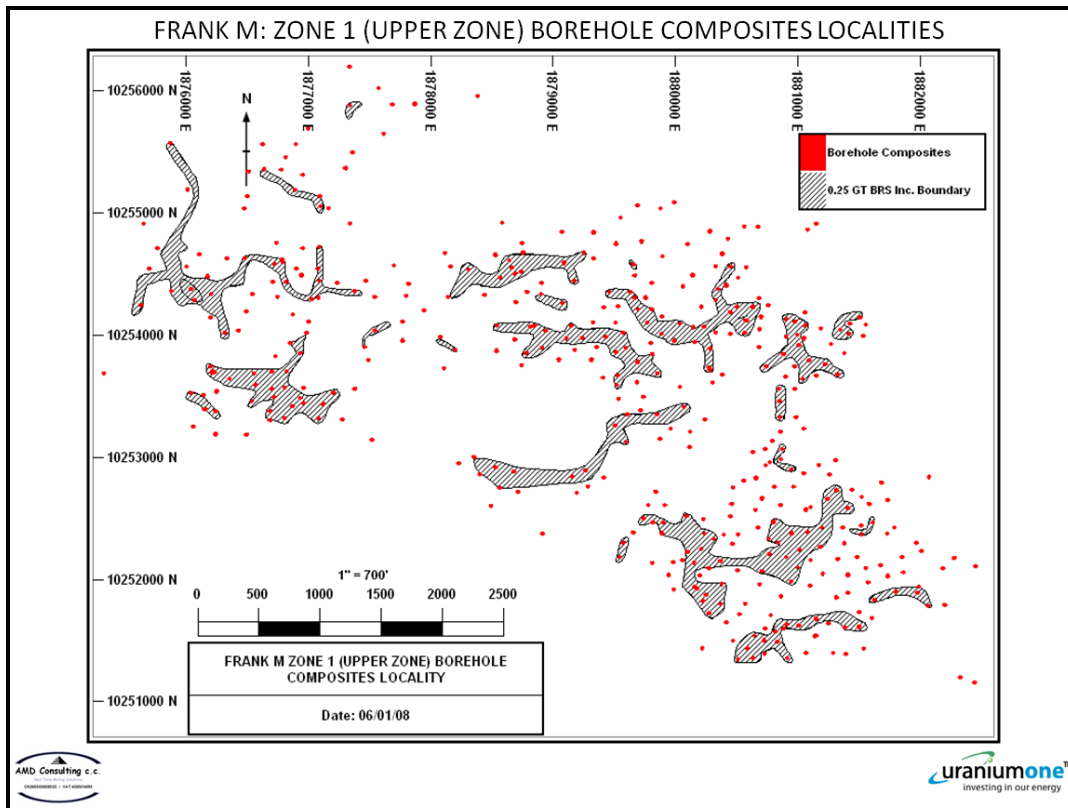 FRANK M: ZONE 1 (UPPER ZONE) BOREHOLE COMPOSITES LOCALITIES
1876000 E
1877000 E
1878000 E
1879000 E
1880000 E
1881000 E
1882000 E
10256000 N
10255000 N
10254000 N
10253000 N
10252000 N
10251000 N
N
Borehole Composites
0.25 GT BRS Inc. Boundary
1" = 700'
0 500 1000 1500 2000 2500
FRANK M ZONE 1 (UPPER ZONE) BOREHOLE
COMPOSITES LOCALITY
Date: 06/01/08
AMD Consulting c.c.
uraniumone™
investing in our energy